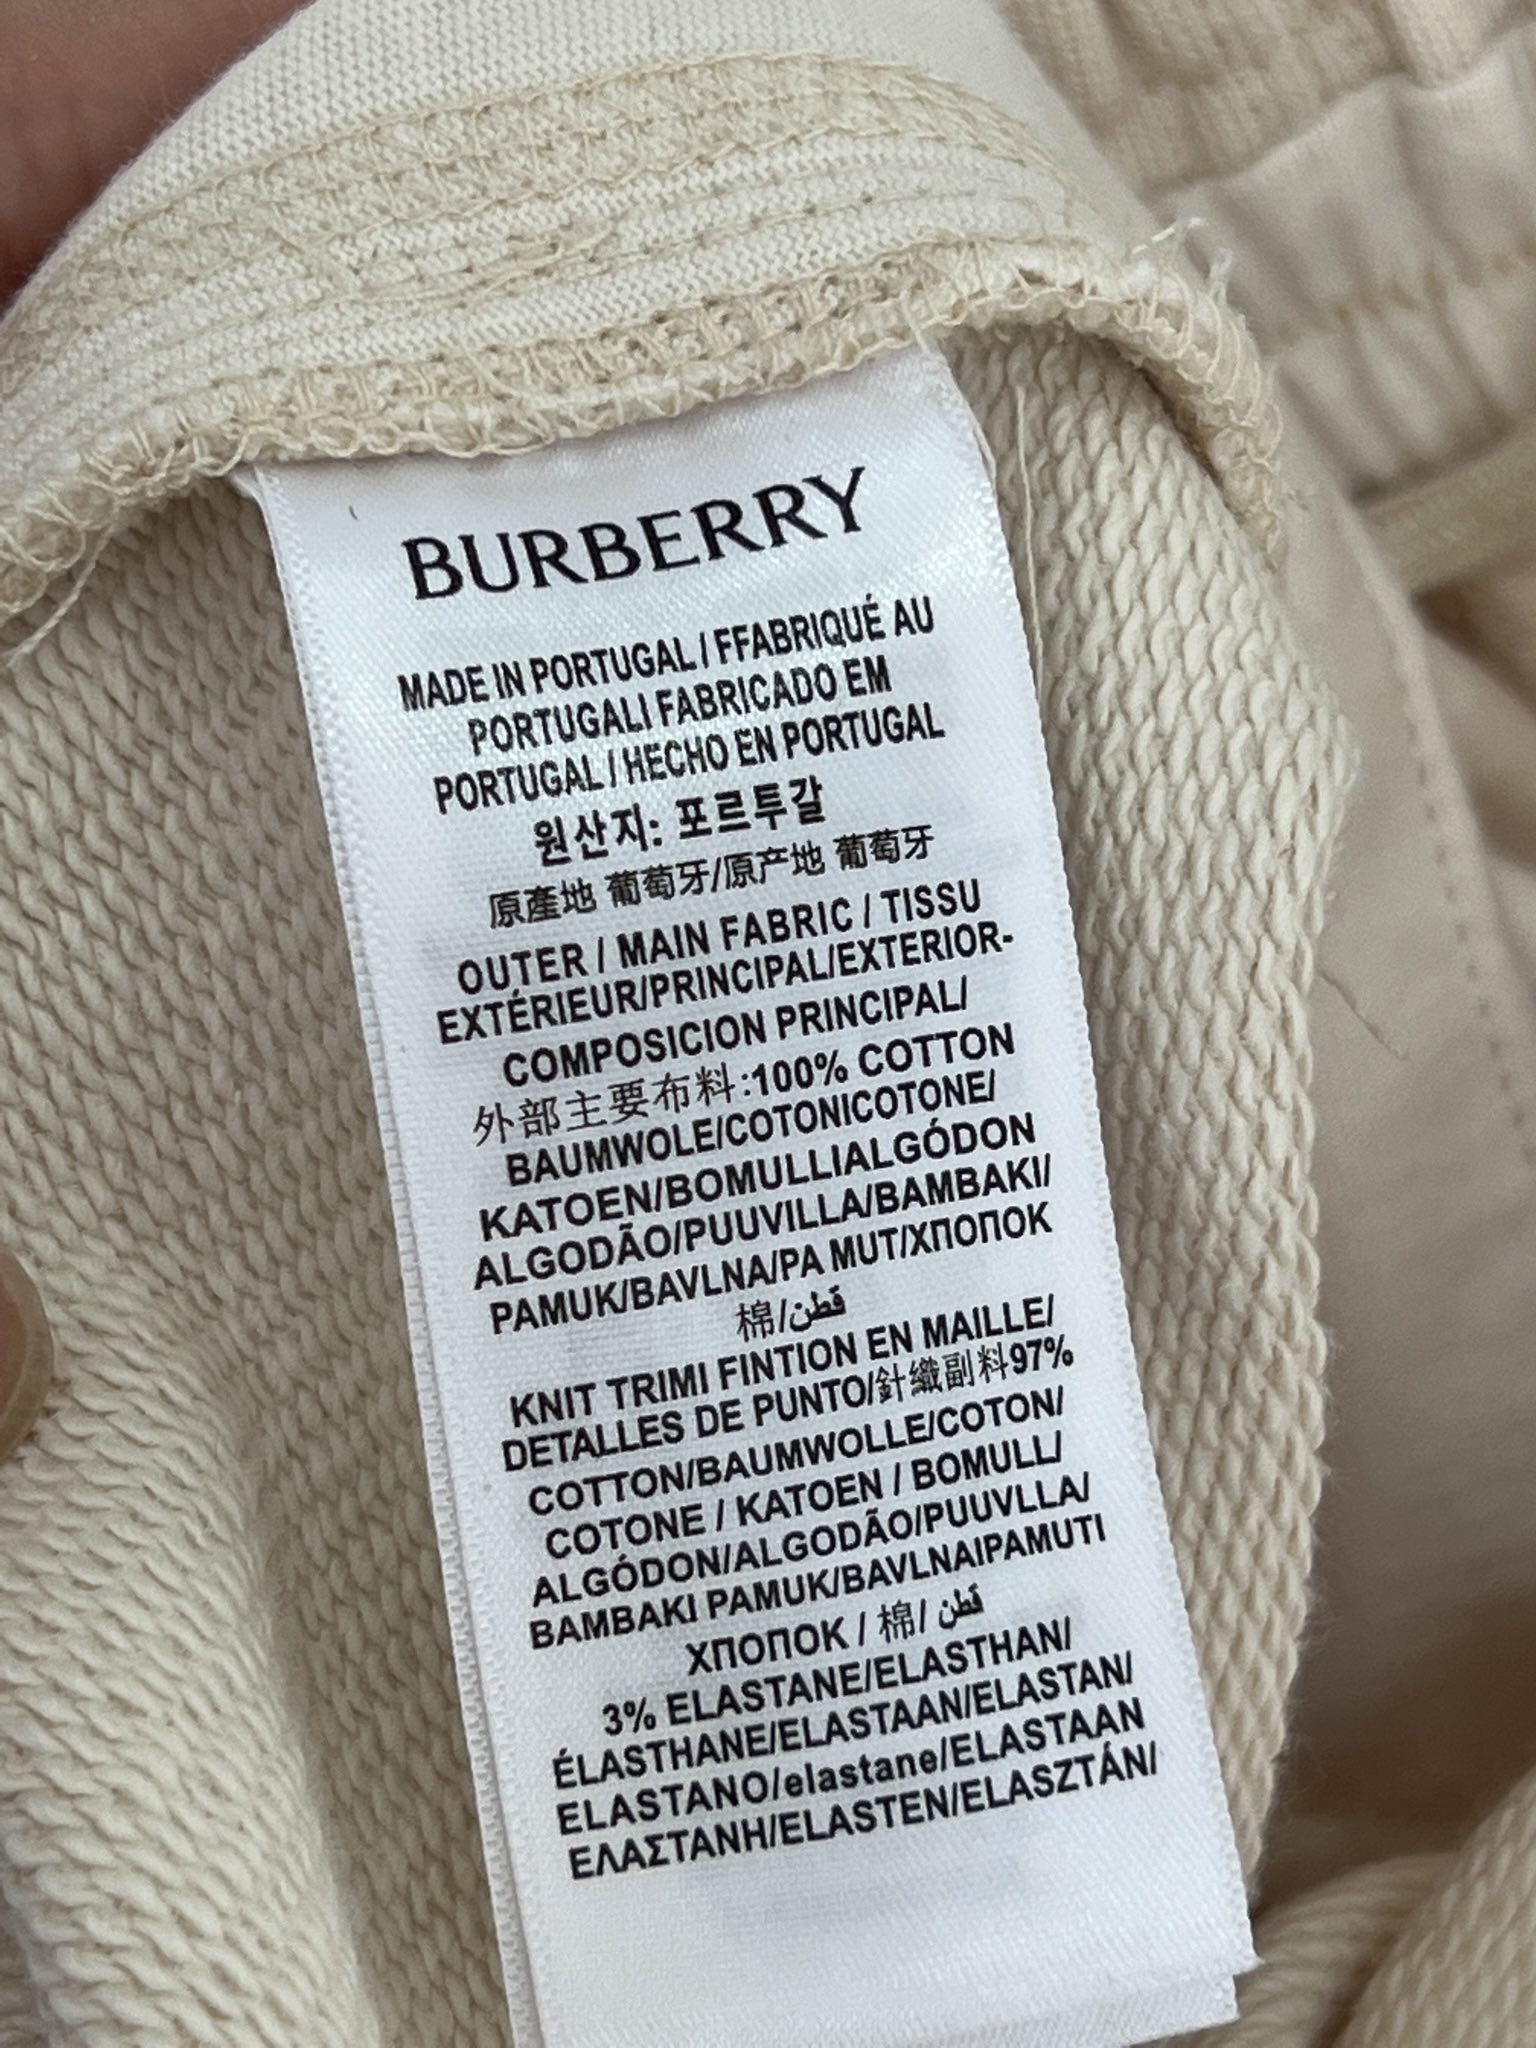 BURBERRY
MADE IN PORTUGAL / FFABRIQUÉ AU
PORTUGALI FABRICADO EM
PORTUGAL / HECHO EN PORTUGAL
원산지: 포르투갈
原產地 葡萄牙/原产地 葡萄牙
OUTER / MAIN FABRIC / TISSU
EXTÉRIEUR/PRINCIPAL/EXTERIOR-
COMPOSICION PRINCIPAL/
外部主要布料:100% COTTON
BAUMWOLE/COTONICOTONE/
KATOEN/BOMULLIALGÓDON
ALGODÃO/PUUVILLA/BAMBAKI/
PAMUK/BAVLNA/PA MUT/ХПОПОК
棉/قطن
KNIT TRIMI FINTION EN MAILLE/
DETALLES DE PUNTO/針織副料97%
COTTON/BAUMWOLLE/COTON/
COTONE / KATOEN / BOMULL/
ALGÓDON/ALGODÃO/PUUVLLA/
BAMBAKI PAMUK/BAVLNAIPAMUTI
ХПОПОК / 棉/ قطن
3% ELASTANE/ELASTHAN/
ÉLASTHANE/ELASTAAN/ELASTAN/
ELASTANO/elastane/ELASTAAN
ΕΛΑΣΤΑΝΗ/ELASTEN/ELASZTÁN/